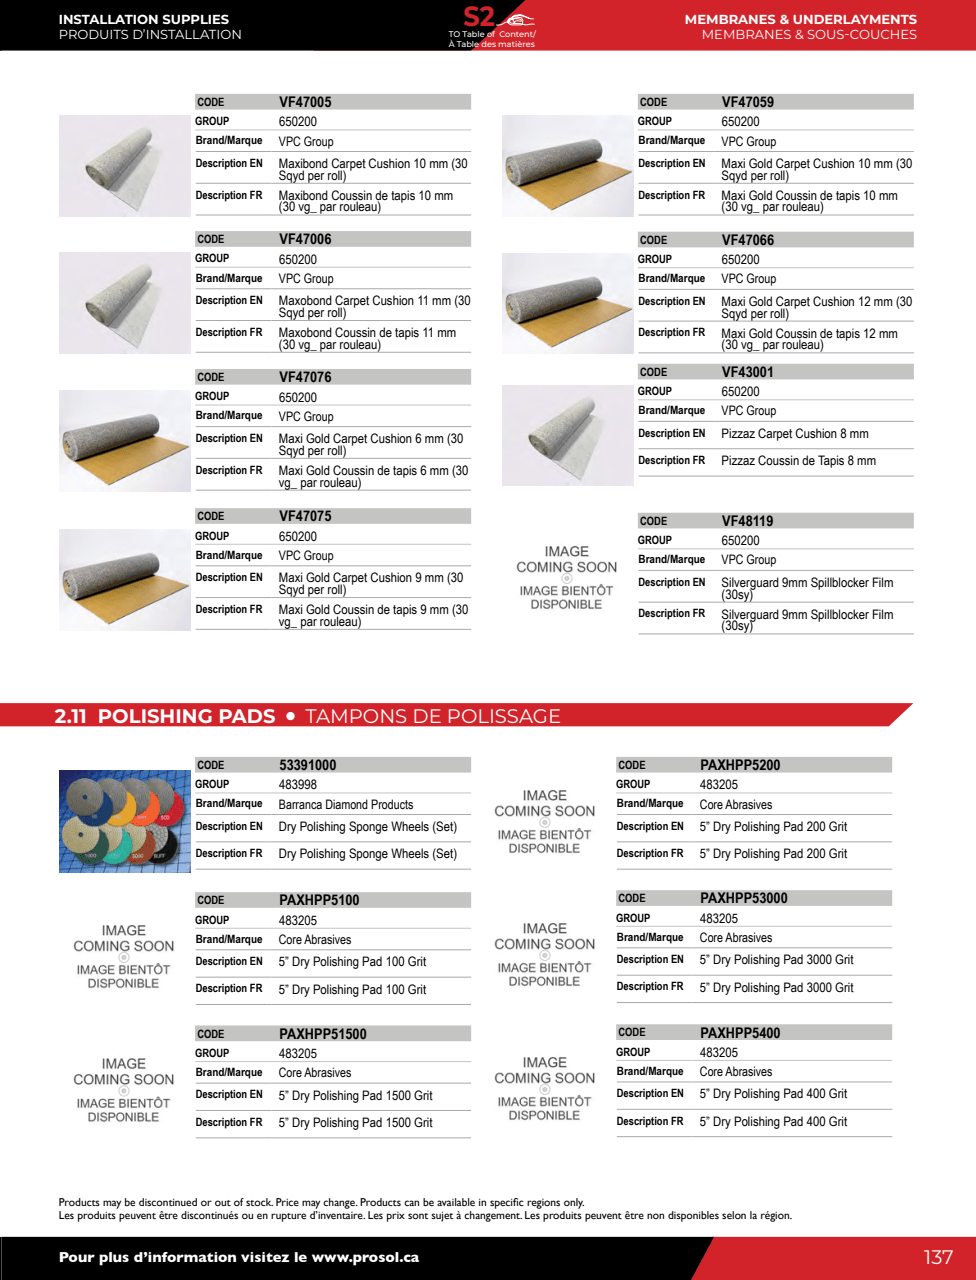 INSTALLATION SUPPLIES
PRODUITS D'INSTALLATION
S2
TO Table of Content/
À Table des matières
MEMBRANES & UNDERLAYMENTS
MEMBRANES & SOUS-COUCHES
CODE VF47005
GROUP 650200
Brand/Marque VPC Group
Description EN Maxibond Carpet Cushion 10 mm (30
Sqyd per roll)
Description FR Maxibond Coussin de tapis 10 mm
(30 vg_ par rouleau)
CODE VF47006
GROUP 650200
Brand/Marque VPC Group
Description EN Maxobond Carpet Cushion 11 mm (30
Sqyd per roll)
Description FR Maxobond Coussin de tapis 11 mm
(30 vg_ par rouleau)
CODE VF47076
GROUP 650200
Brand/Marque VPC Group
Description EN Maxi Gold Carpet Cushion 6 mm (30
Sqyd per roll)
Description FR Maxi Gold Coussin de tapis 6 mm (30
vg_ par rouleau)
CODE VF47075
GROUP 650200
Brand/Marque VPC Group
Description EN Maxi Gold Carpet Cushion 9 mm (30
Sqyd per roll)
Description FR Maxi Gold Coussin de tapis 9 mm (30
vg_ par rouleau)
CODE VF47059
GROUP 650200
Brand/Marque VPC Group
Description EN Maxi Gold Carpet Cushion 10 mm (30
Sqyd per roll)
Description FR Maxi Gold Coussin de tapis 10 mm
(30 vg_ par rouleau)
CODE VF47066
GROUP 650200
Brand/Marque VPC Group
Description EN Maxi Gold Carpet Cushion 12 mm (30
Sqyd per roll)
Description FR Maxi Gold Coussin de tapis 12 mm
(30 vg_ par rouleau)
CODE VF43001
GROUP 650200
Brand/Marque VPC Group
Description EN Pizzaz Carpet Cushion 8 mm
Description FR Pizzaz Coussin de Tapis 8 mm
IMAGE
COMING SOON
IMAGE BIENTÔT
DISPONIBLE
CODE VF48119
GROUP 650200
Brand/Marque VPC Group
Description EN Silverguard 9mm Spillblocker Film
(30sy)
Description FR Silverguard 9mm Spillblocker Film
(30sy)
2.11 POLISHING PADS • TAMPONS DE POLISSAGE
CODE 53391000
GROUP 483998
Brand/Marque Barranca Diamond Products
Description EN Dry Polishing Sponge Wheels (Set)
Description FR Dry Polishing Sponge Wheels (Set)
IMAGE
COMING SOON
IMAGE BIENTÔT
DISPONIBLE
CODE PAXHPP5100
GROUP 483205
Brand/Marque Core Abrasives
Description EN 5” Dry Polishing Pad 100 Grit
Description FR 5” Dry Polishing Pad 100 Grit
IMAGE
COMING SOON
IMAGE BIENTÔT
DISPONIBLE
CODE PAXHPP51500
GROUP 483205
Brand/Marque Core Abrasives
Description EN 5” Dry Polishing Pad 1500 Grit
Description FR 5” Dry Polishing Pad 1500 Grit
IMAGE
COMING SOON
IMAGE BIENTÔT
DISPONIBLE
CODE PAXHPP5200
GROUP 483205
Brand/Marque Core Abrasives
Description EN 5” Dry Polishing Pad 200 Grit
Description FR 5” Dry Polishing Pad 200 Grit
IMAGE
COMING SOON
IMAGE BIENTÔT
DISPONIBLE
CODE PAXHPP53000
GROUP 483205
Brand/Marque Core Abrasives
Description EN 5” Dry Polishing Pad 3000 Grit
Description FR 5” Dry Polishing Pad 3000 Grit
IMAGE
COMING SOON
IMAGE BIENTÔT
DISPONIBLE
CODE PAXHPP5400
GROUP 483205
Brand/Marque Core Abrasives
Description EN 5” Dry Polishing Pad 400 Grit
Description FR 5” Dry Polishing Pad 400 Grit
Products may be discontinued or out of stock. Price may change. Products can be available in specific regions only.
Les produits peuvent être discontinués ou en rupture d'inventaire. Les prix sont sujet à changement. Les produits peuvent être non disponibles selon la région.
Pour plus d'information visitez le www.prosol.ca
137